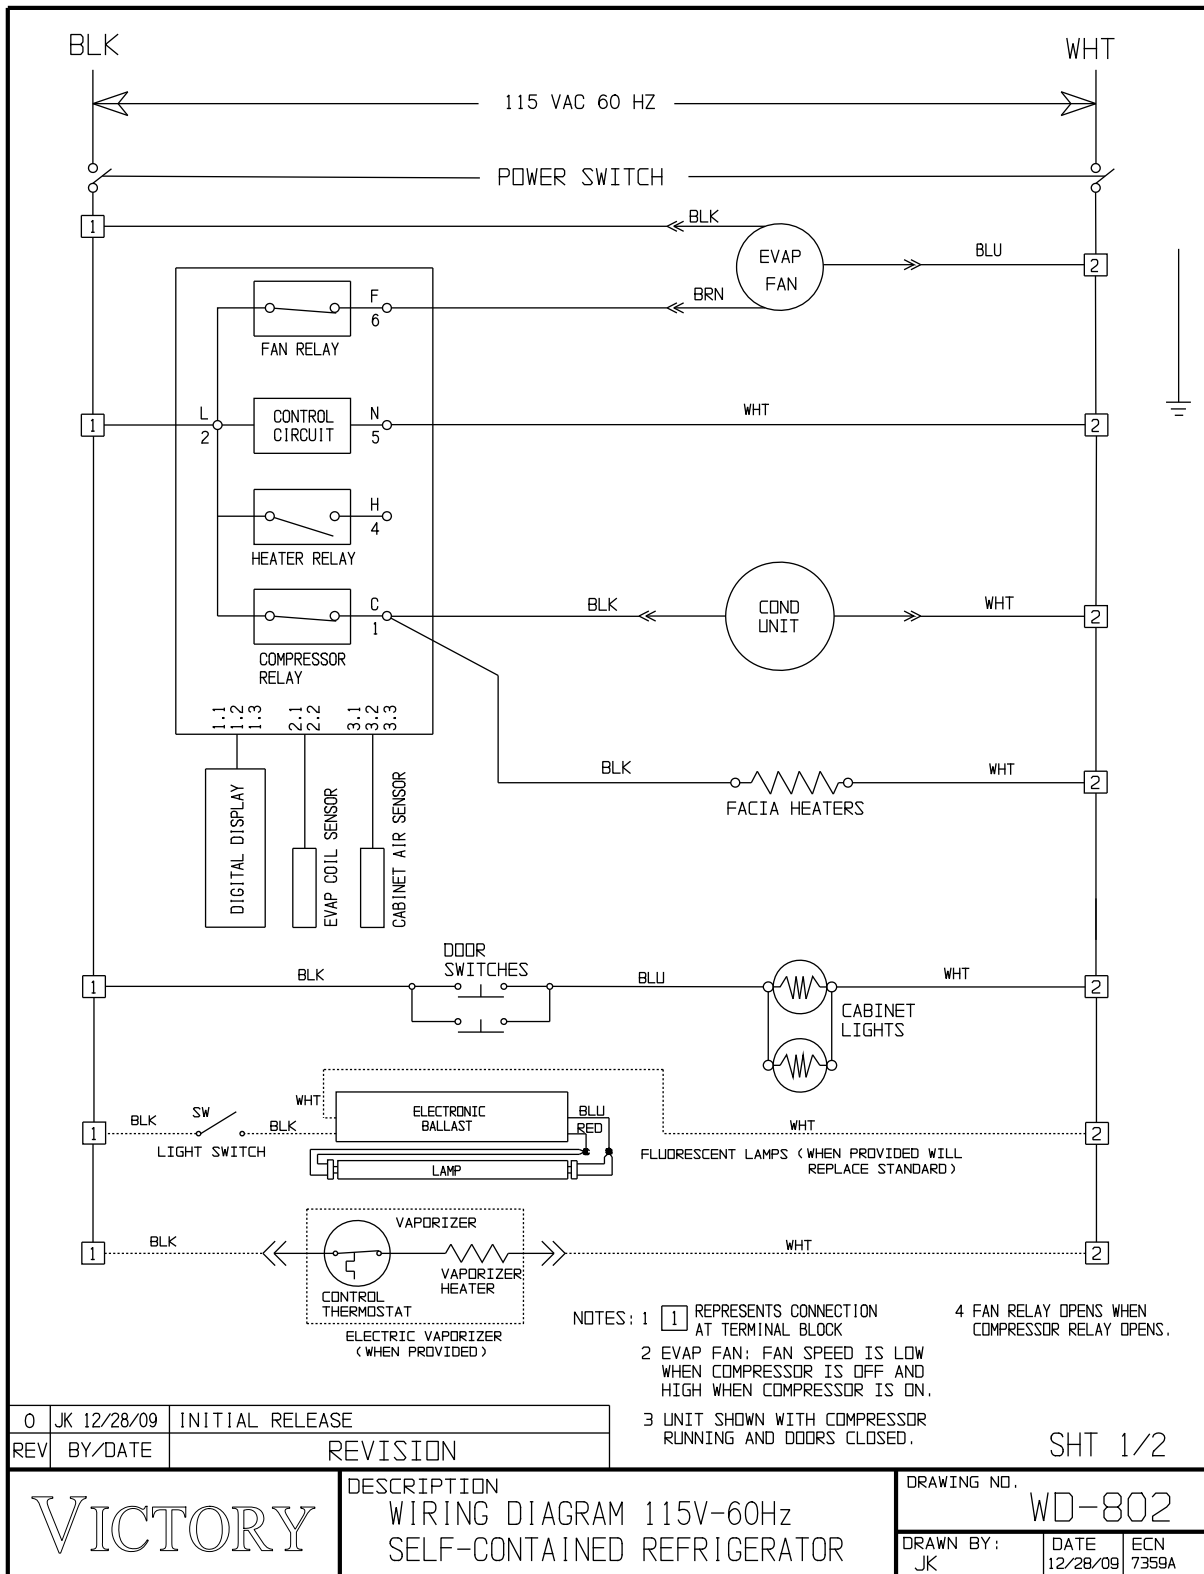 BLK
WHT
115 VAC 60 HZ
POWER SWITCH
1
BLK
EVAP
FAN
BLU
2
F
6
BRN
FAN RELAY
1
L
2
CONTROL
CIRCUIT
N
5
WHT
2
H
4
HEATER RELAY
C
1
BLK
COND
UNIT
WHT
2
COMPRESSOR
RELAY
1.1
1.2
1.3
2.1
2.2
3.1
3.2
3.3
BLK
WHT
2
FACIA HEATERS
DIGITAL DISPLAY
EVAP COIL SENSOR
CABINET AIR SENSOR
1
BLK
DOOR
SWITCHES
BLU
WHT
2
CABINET
LIGHTS
1
BLK
SW
BLK
LIGHT SWITCH
WHT
ELECTRONIC
BALLAST
BLU
RED
LAMP
WHT
2
FLUORESCENT LAMPS (WHEN PROVIDED WILL
REPLACE STANDARD)
1
BLK
VAPORIZER
VAPORIZER
HEATER
CONTROL
THERMOSTAT
WHT
2
ELECTRIC VAPORIZER
(WHEN PROVIDED)
NOTES: 1 1 REPRESENTS CONNECTION
AT TERMINAL BLOCK
2 EVAP FAN: FAN SPEED IS LOW
WHEN COMPRESSOR IS OFF AND
HIGH WHEN COMPRESSOR IS ON.
3 UNIT SHOWN WITH COMPRESSOR
RUNNING AND DOORS CLOSED.
4 FAN RELAY OPENS WHEN
COMPRESSOR RELAY OPENS.
0 JK 12/28/09 INITIAL RELEASE
REV BY/DATE REVISION
SHT 1/2
VICTORY
DESCRIPTION
WIRING DIAGRAM 115V-60Hz
SELF-CONTAINED REFRIGERATOR
DRAWING NO.
WD-802
DRAWN BY:
JK
DATE
12/28/09
ECN
7359A